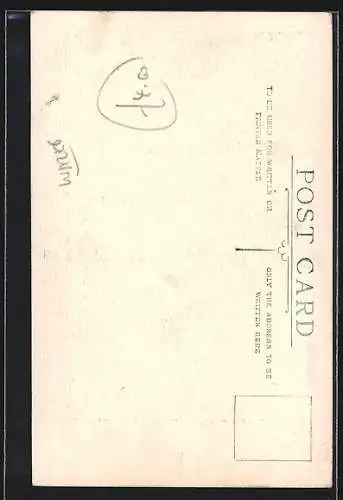 POST CARD
TO BE USED FOR WRITTEN OR
PRINTED MATTER
ONLY THE ADDRESS TO BE
WRITTEN HERE